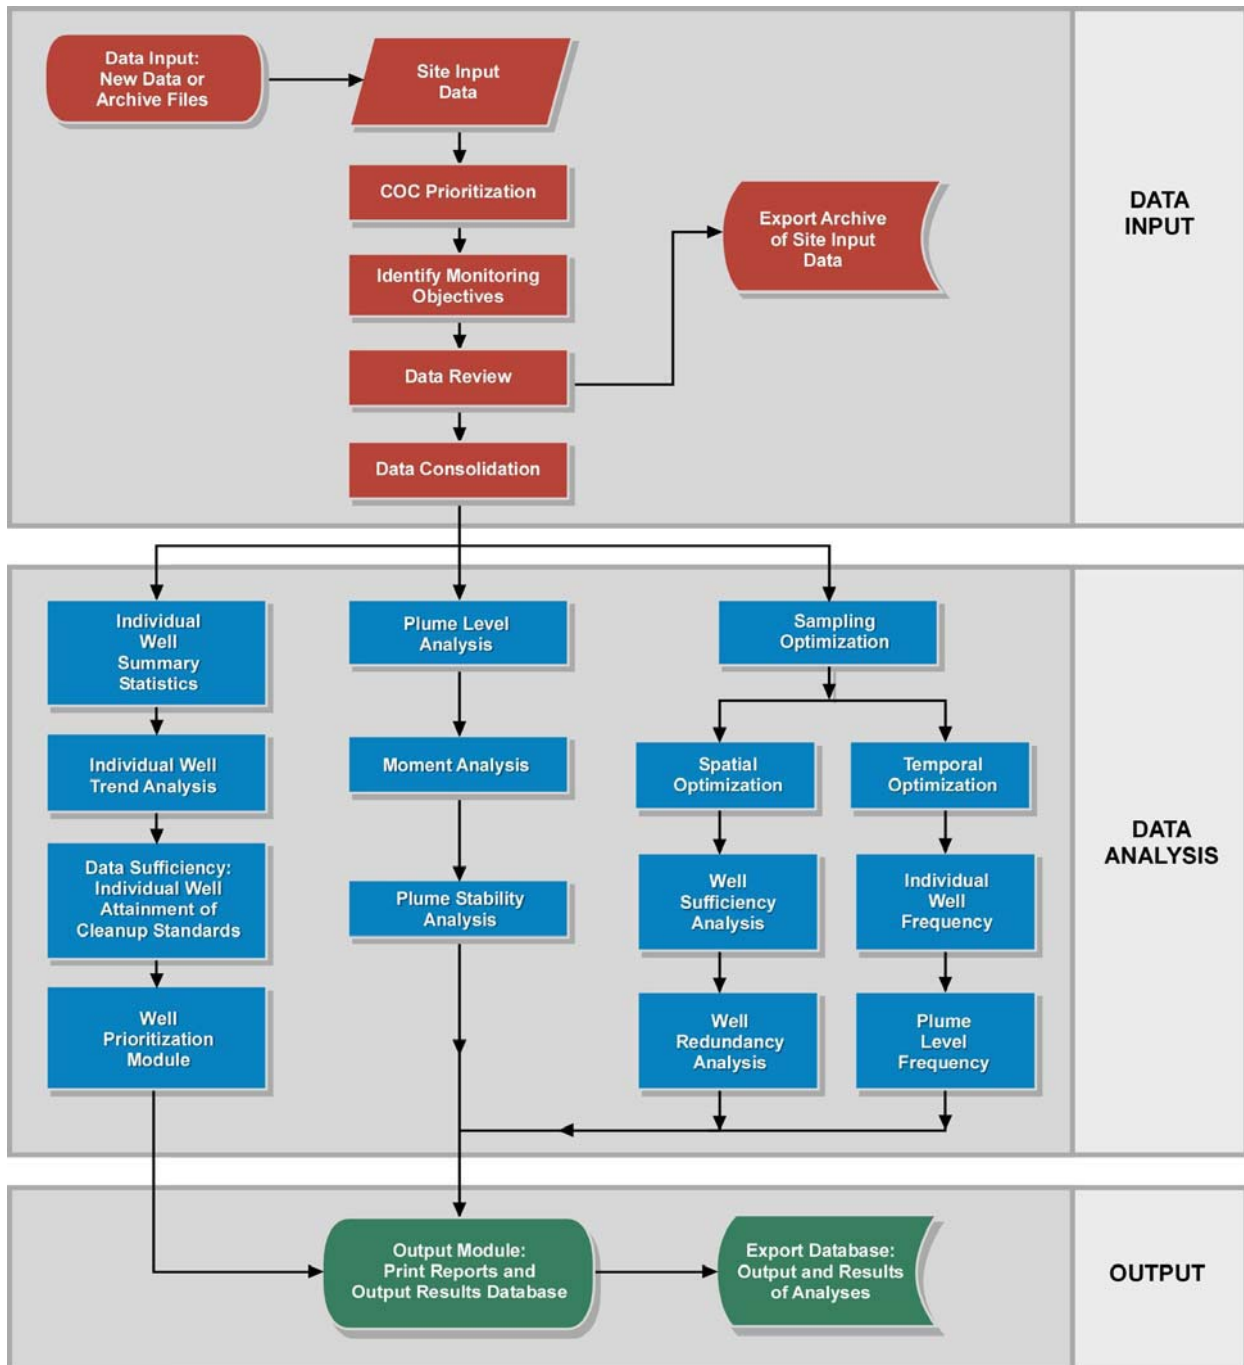 Data Input:
New Data or
Archive Files
Site Input
Data
COC Prioritization
Identify Monitoring
Objectives
Data Review
Data Consolidation
Export Archive
of Site Input
Data
DATA
INPUT
Individual
Well
Summary
Statistics
Individual Well
Trend Analysis
Data Sufficiency:
Individual Well
Attainment of
Cleanup Standards
Well
Prioritization
Module
Plume Level
Analysis
Moment Analysis
Plume Stability
Analysis
Sampling
Optimization
Spatial
Optimization
Well
Sufficiency
Analysis
Well
Redundancy
Analysis
Temporal
Optimization
Individual
Well
Frequency
Plume
Level
Frequency
DATA
ANALYSIS
Output Module:
Print Reports and
Output Results Database
Export Database:
Output and Results
of Analyses
OUTPUT